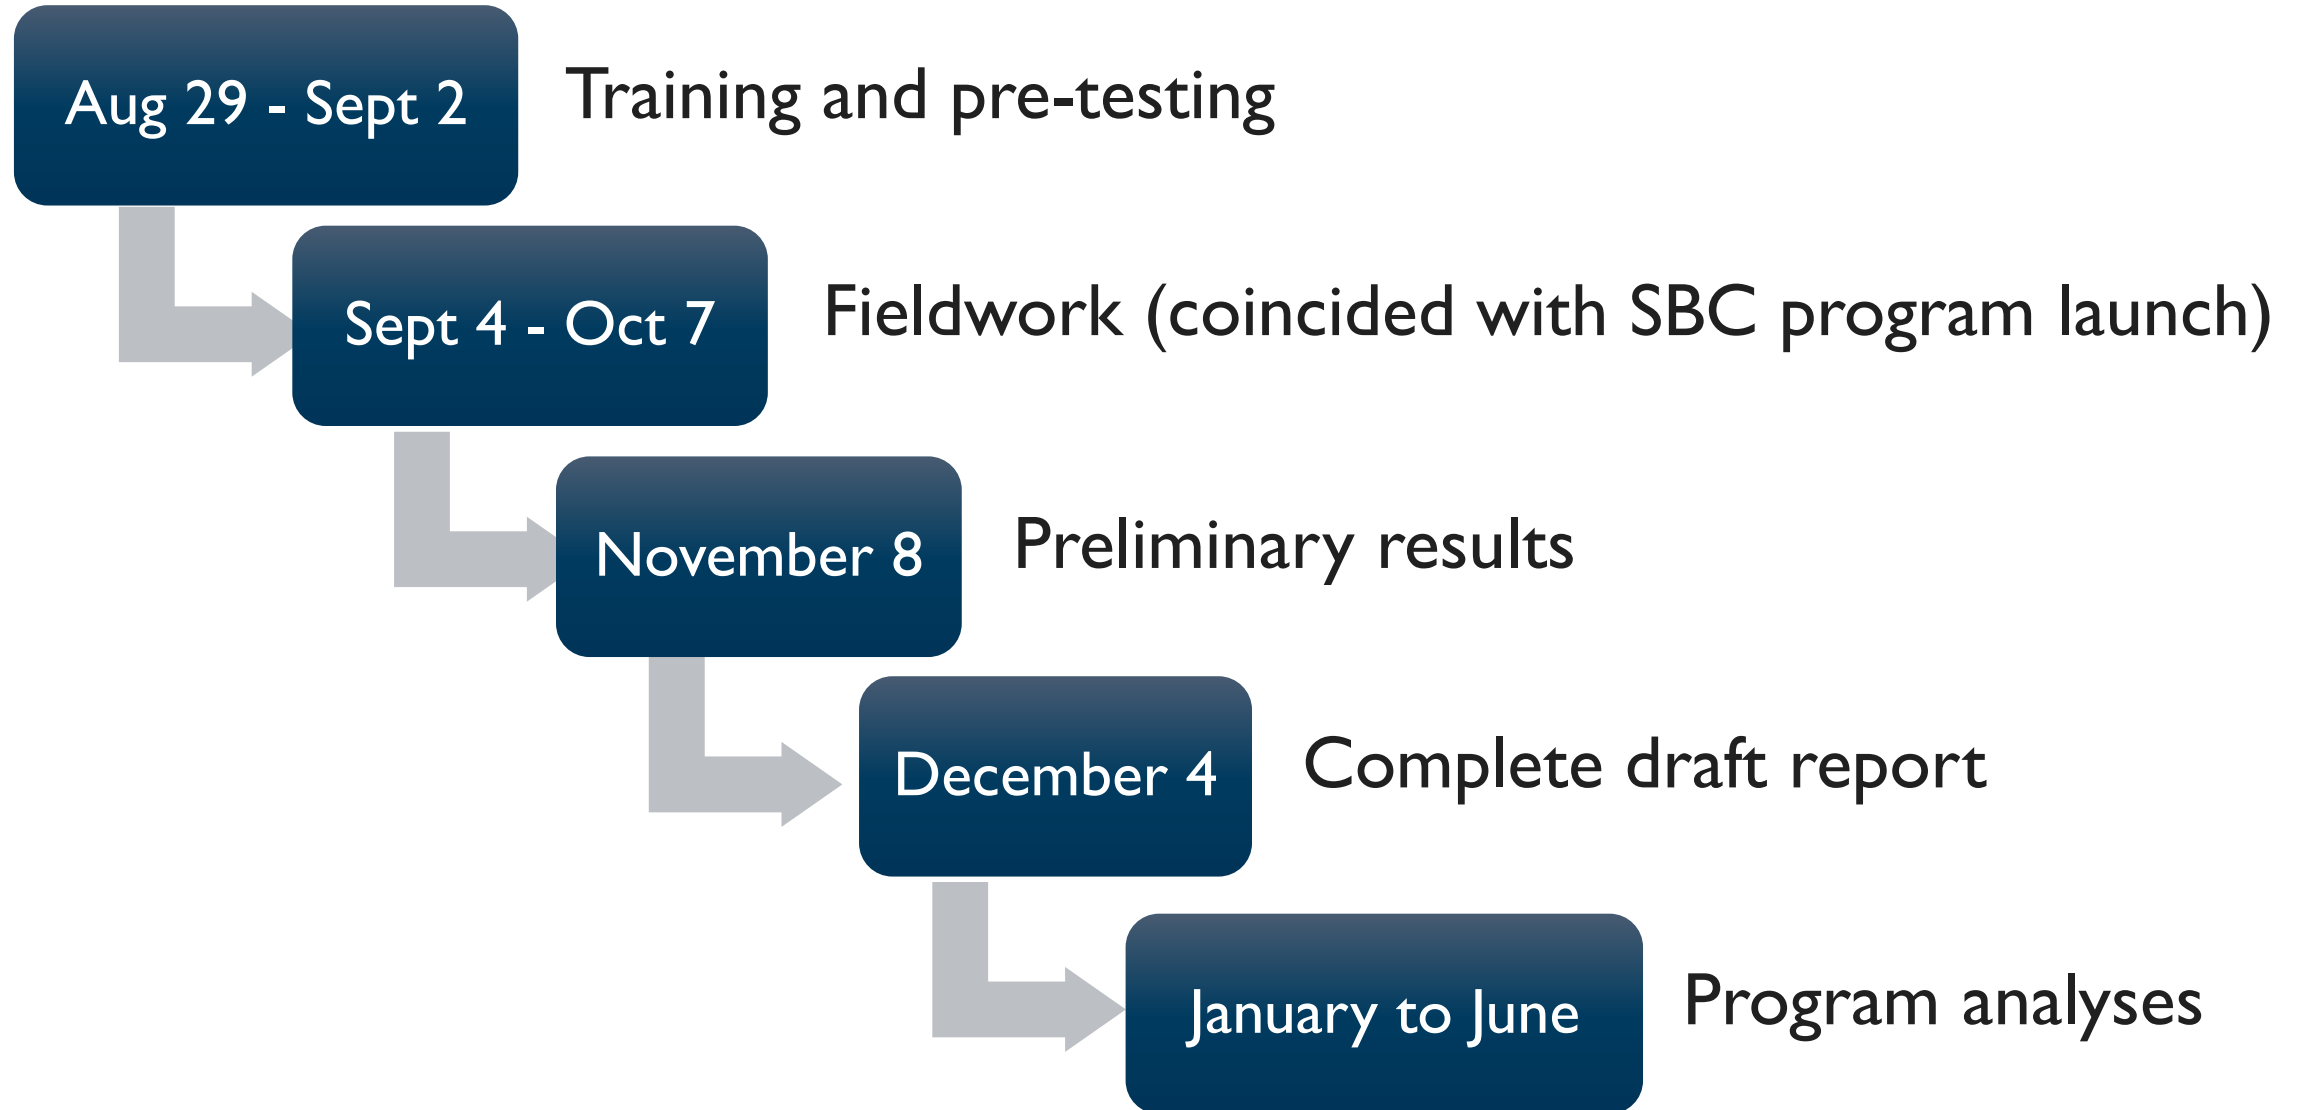 Aug 29 - Sept 2
Training and pre-testing
Sept 4 - Oct 7
Fieldwork (coincided with SBC program launch)
November 8
Preliminary results
December 4
Complete draft report
January to June
Program analyses